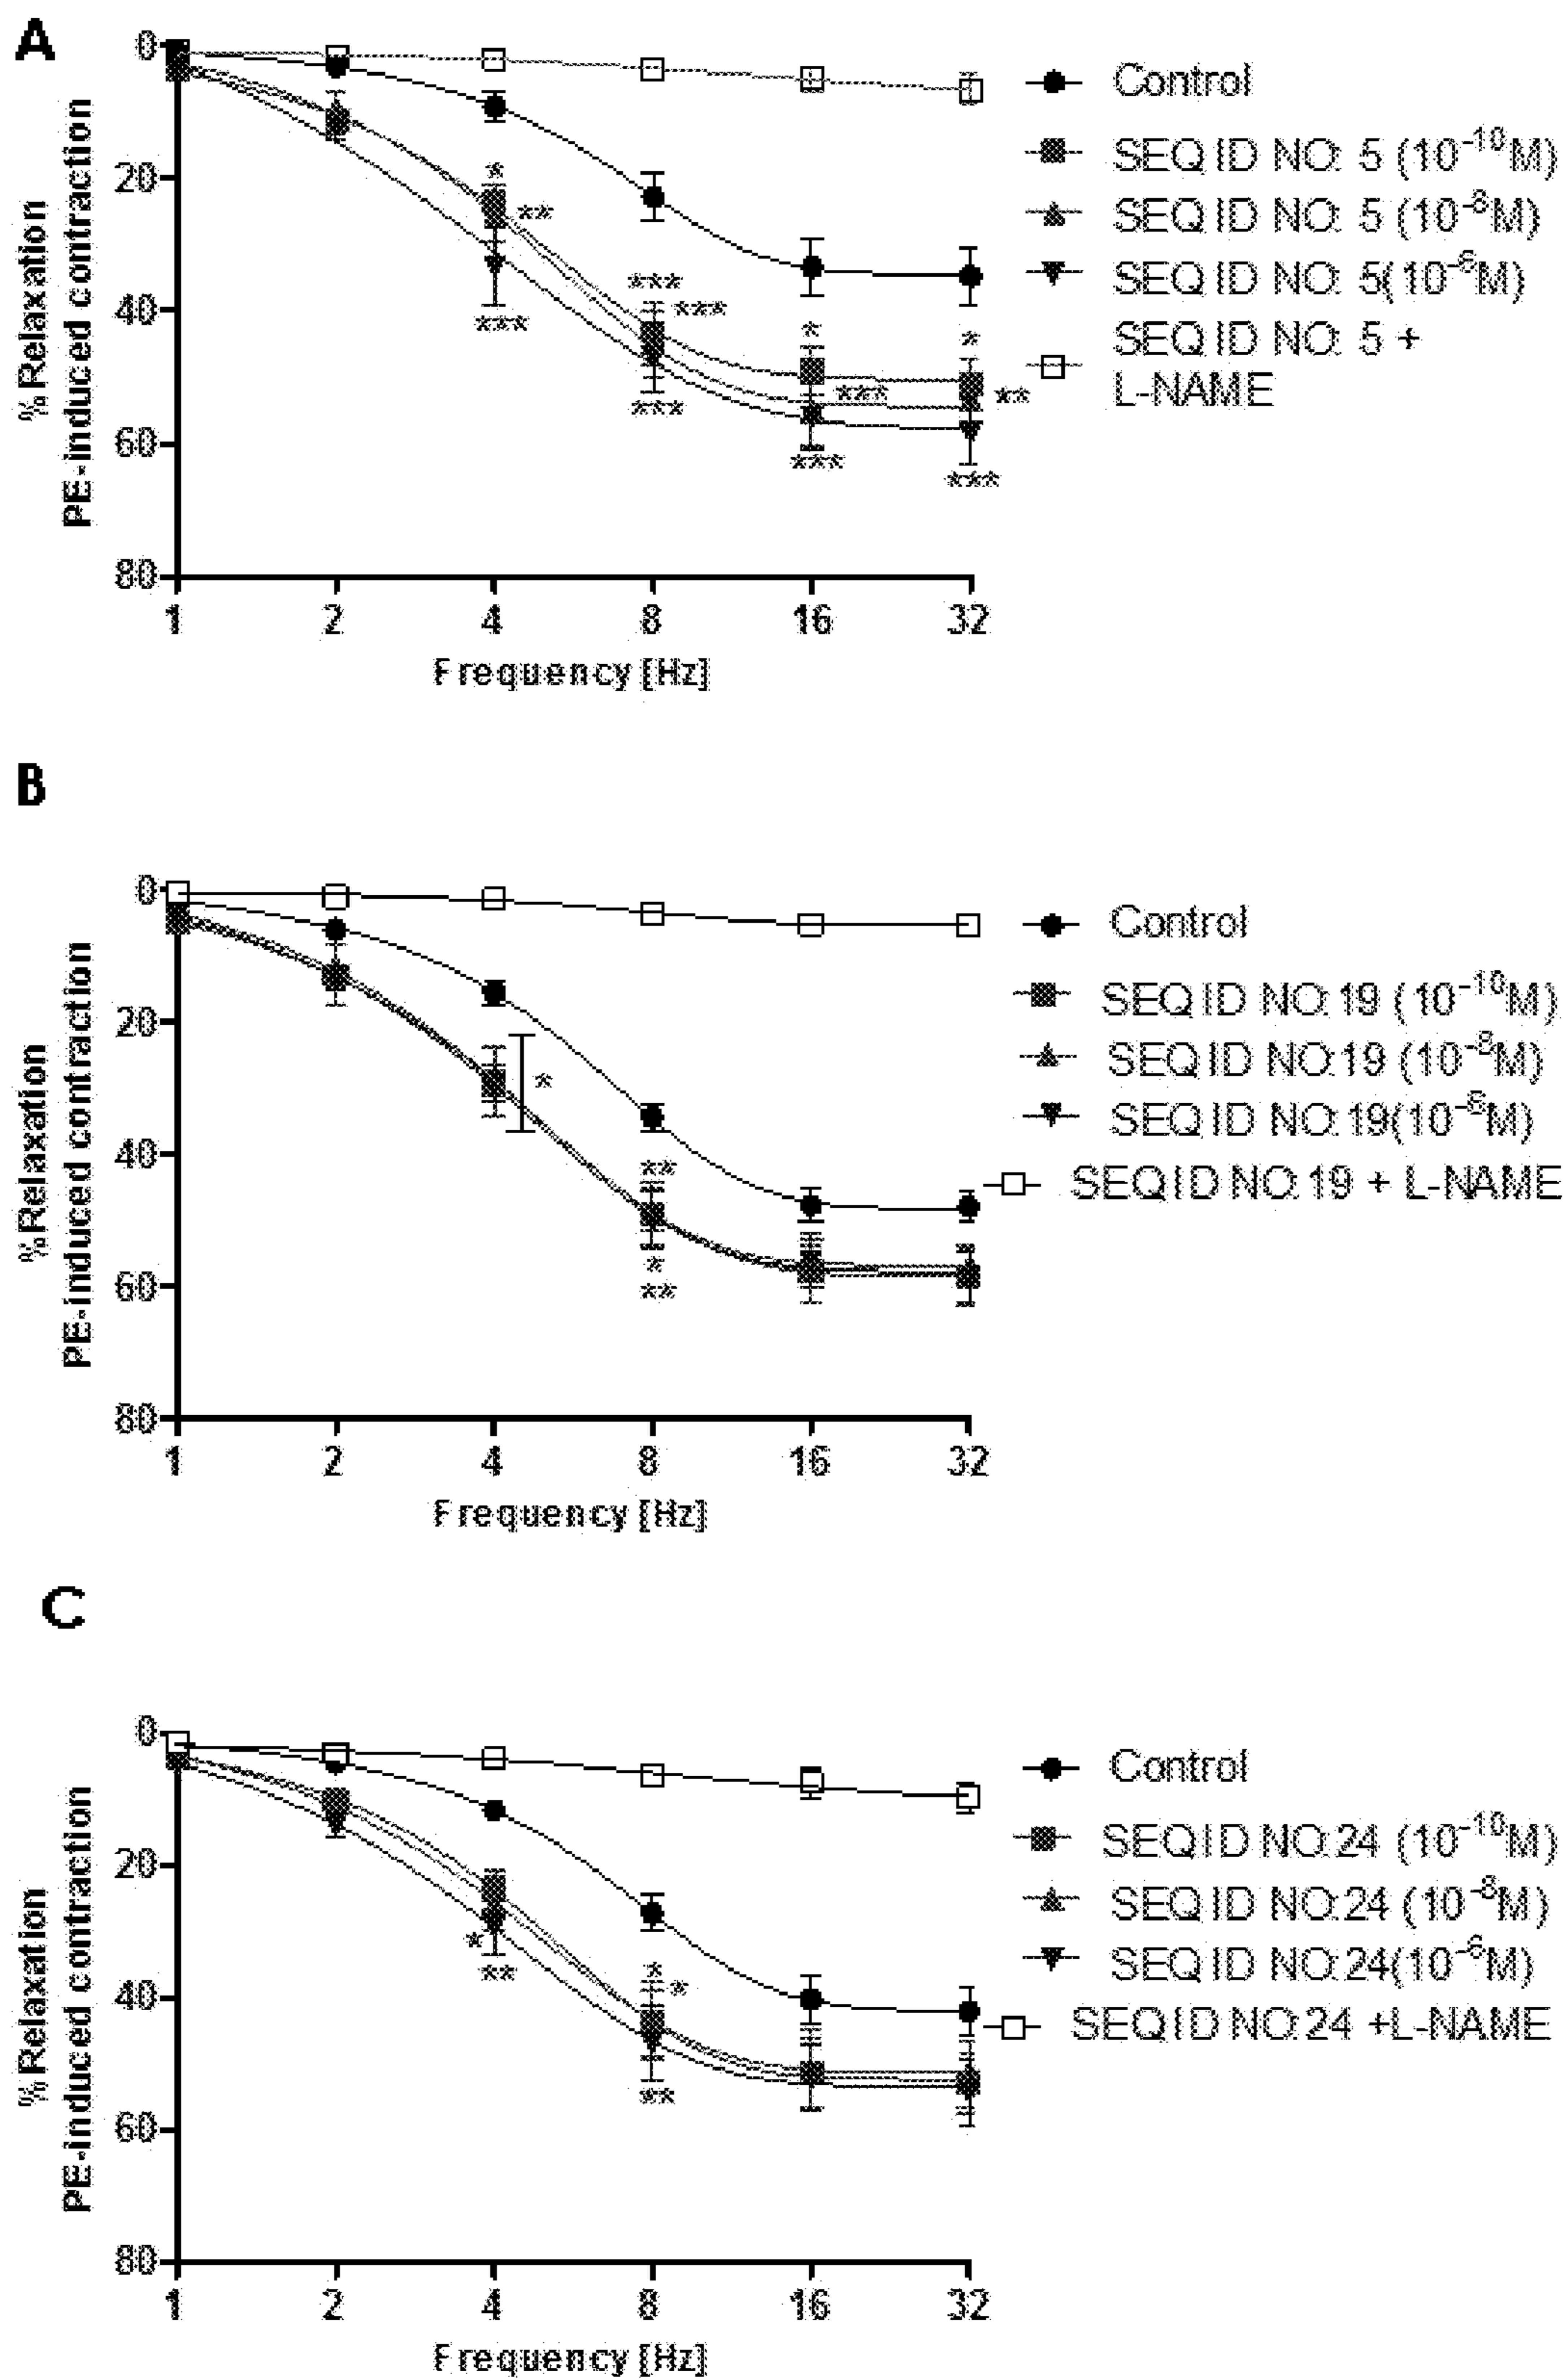 A
0
20
40
60
80
% Relaxation
PE-induced contraction
1 2 4 8 16 32
Frequency [Hz]
* ** *** *** *** *** * *** *** * ** ***
Control
SEQ ID NO: 5 (10⁻¹⁰M)
SEQ ID NO: 5 (10⁻⁸M)
SEQ ID NO: 5(10⁻⁶M)
SEQ ID NO: 5 +
L-NAME
B
0
20
40
60
80
% Relaxation
PE-induced contraction
1 2 4 8 16 32
Frequency [Hz]
* ** * **
Control
SEQ ID NO:19 (10⁻¹⁰M)
SEQ ID NO:19 (10⁻⁸M)
SEQ ID NO:19(10⁻⁶M)
SEQ ID NO:19 + L-NAME
C
0
20
40
60
80
% Relaxation
PE-induced contraction
1 2 4 8 16 32
Frequency [Hz]
* ** * * **
Control
SEQ ID NO:24 (10⁻¹⁰M)
SEQ ID NO:24 (10⁻⁸M)
SEQ ID NO:24(10⁻⁶M)
SEQ ID NO:24 +L-NAME